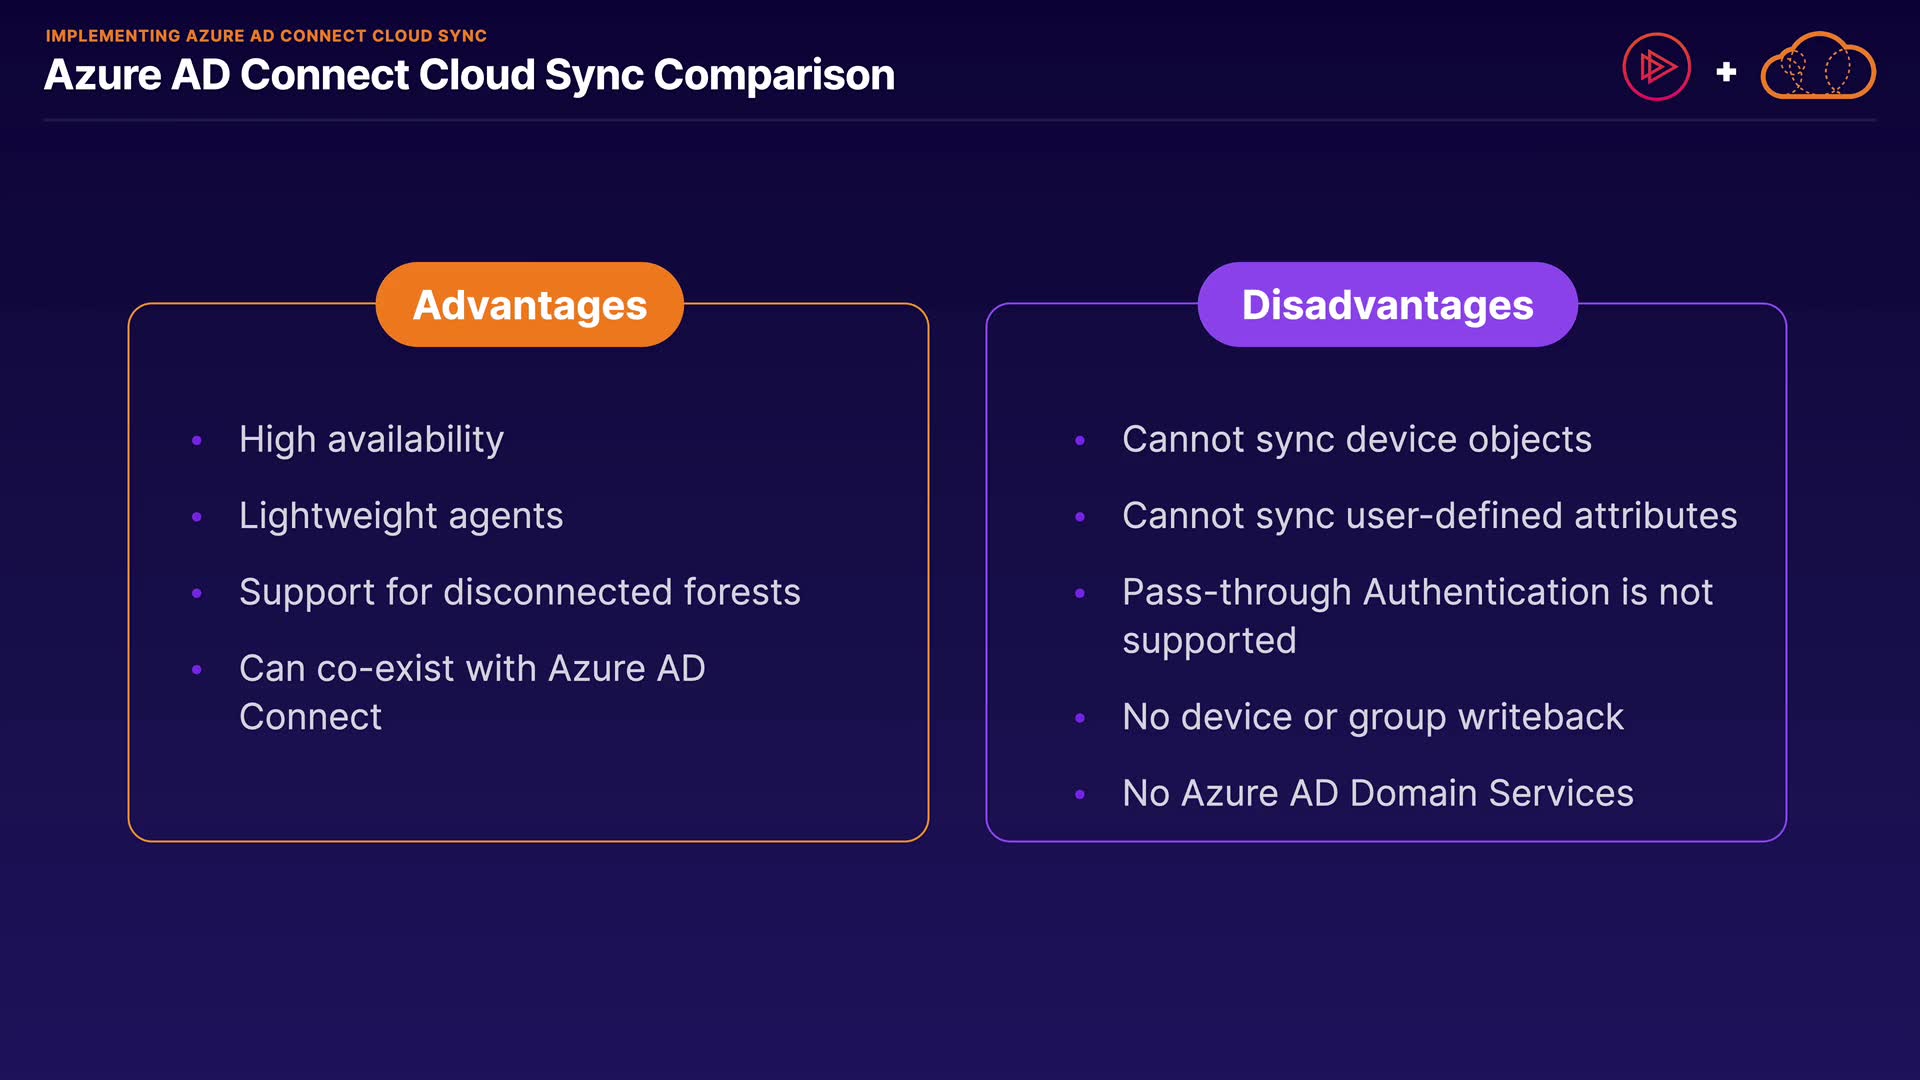 IMPLEMENTING AZURE AD CONNECT CLOUD SYNC
Azure AD Connect Cloud Sync Comparison
Advantages
• High availability
• Lightweight agents
• Support for disconnected forests
• Can co-exist with Azure AD
Connect
Disadvantages
• Cannot sync device objects
• Cannot sync user-defined attributes
• Pass-through Authentication is not
supported
• No device or group writeback
• No Azure AD Domain Services